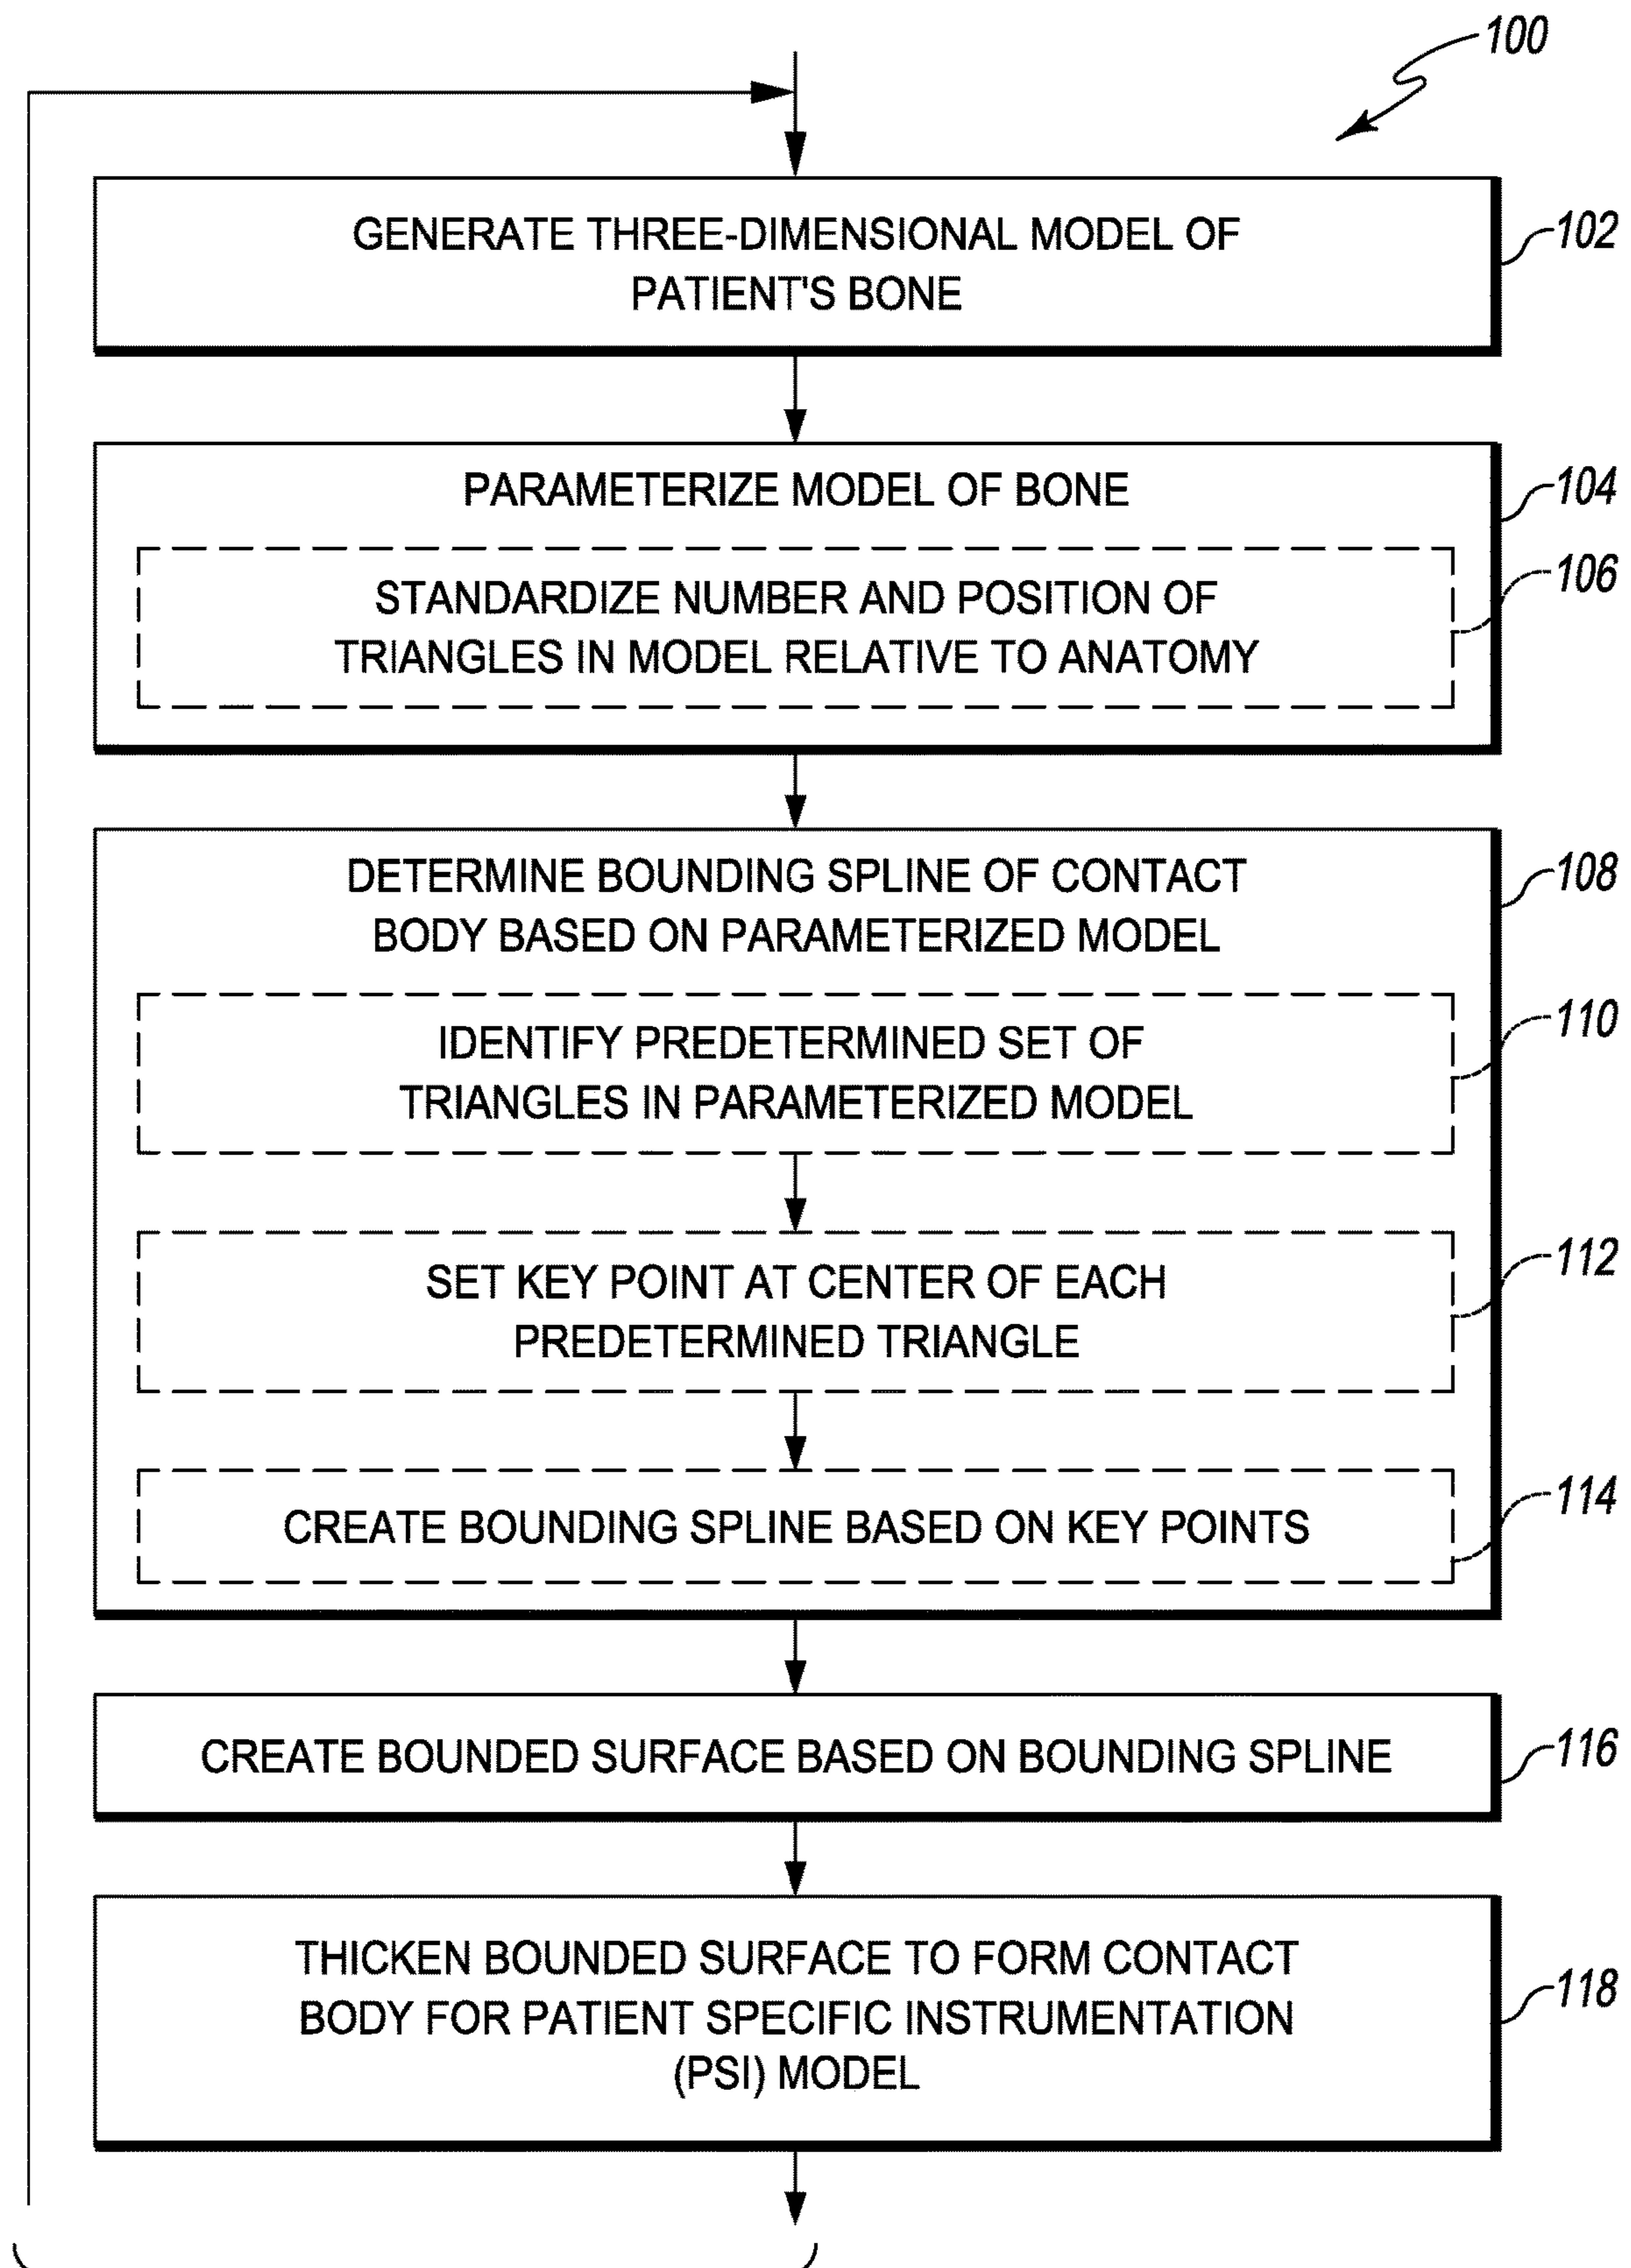 100
GENERATE THREE-DIMENSIONAL MODEL OF
PATIENT'S BONE
102
PARAMETERIZE MODEL OF BONE
104
STANDARDIZE NUMBER AND POSITION OF
TRIANGLES IN MODEL RELATIVE TO ANATOMY
106
DETERMINE BOUNDING SPLINE OF CONTACT
BODY BASED ON PARAMETERIZED MODEL
108
IDENTIFY PREDETERMINED SET OF
TRIANGLES IN PARAMETERIZED MODEL
110
SET KEY POINT AT CENTER OF EACH
PREDETERMINED TRIANGLE
112
CREATE BOUNDING SPLINE BASED ON KEY POINTS
114
CREATE BOUNDED SURFACE BASED ON BOUNDING SPLINE
116
THICKEN BOUNDED SURFACE TO FORM CONTACT
BODY FOR PATIENT SPECIFIC INSTRUMENTATION
(PSI) MODEL
118